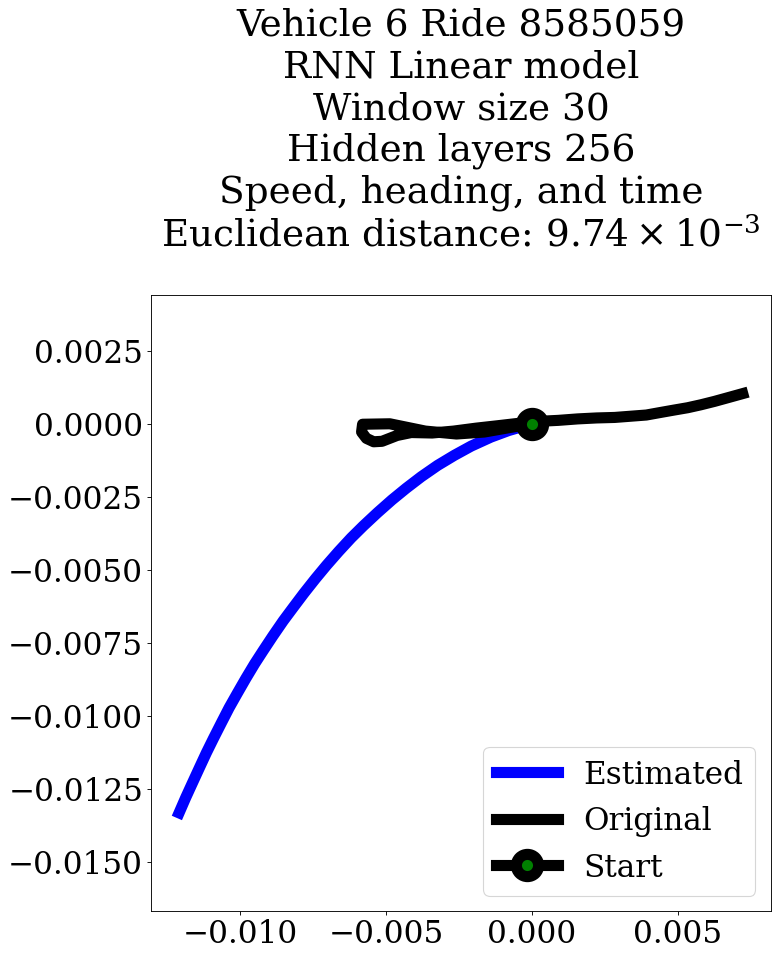 Vehicle 6 Ride 8585059
RNN Linear model
Window size 30
Hidden layers 256
Speed, heading, and time
Euclidean distance: 9.74 × 10⁻³
0.0025
0.0000
−0.0025
−0.0050
−0.0075
−0.0100
−0.0125
−0.0150
Estimated
Original
Start
−0.010 −0.005 0.000 0.005